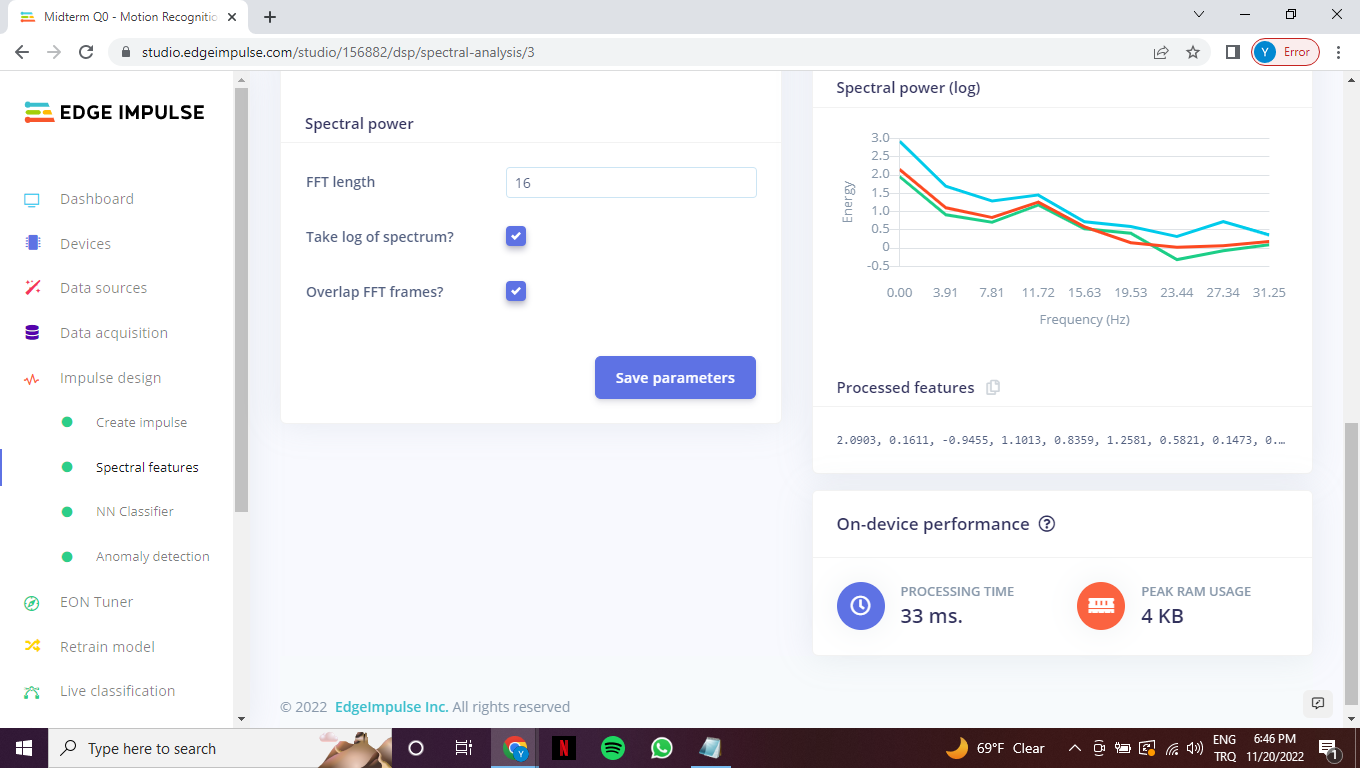 Midterm Q0 - Motion Recognitio
studio.edgeimpulse.com/studio/156882/dsp/spectral-analysis/3
Y
Error
EDGE IMPULSE
Dashboard
Devices
Data sources
Data acquisition
Impulse design
Create impulse
Spectral features
NN Classifier
Anomaly detection
EON Tuner
Retrain model
Live classification
Spectral power
FFT length
16
Take log of spectrum?
Overlap FFT frames?
Save parameters
Spectral power (log)
3.0
2.5
2.0
1.5
1.0
0.5
0
-0.5
Energy
0.00 3.91 7.81 11.72 15.63 19.53 23.44 27.34 31.25
Frequency (Hz)
Processed features
2.0903, 0.1611, -0.9455, 1.1013, 0.8359, 1.2581, 0.5821, 0.1473, 0.…
On-device performance ?
PROCESSING TIME
33 ms.
PEAK RAM USAGE
4 KB
© 2022 EdgeImpulse Inc. All rights reserved
Type here to search
Y
N
69°F Clear
ENG
TRQ
6:46 PM
11/20/2022
1